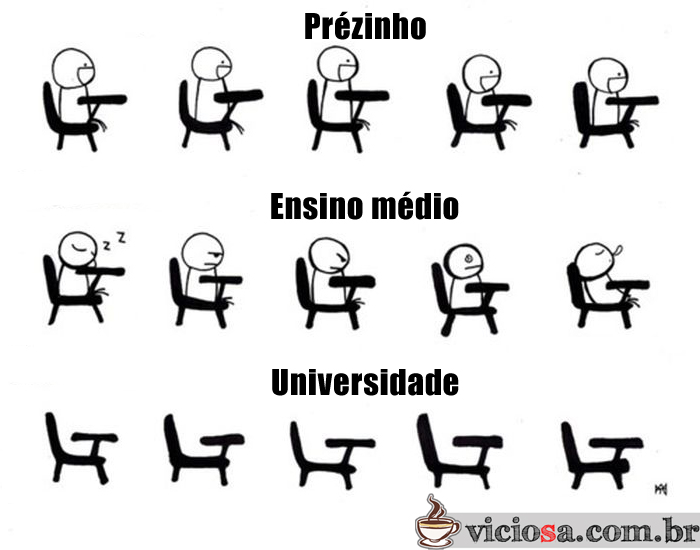 Prézinho
z z
Ensino médio
Universidade
viciosa.com.br